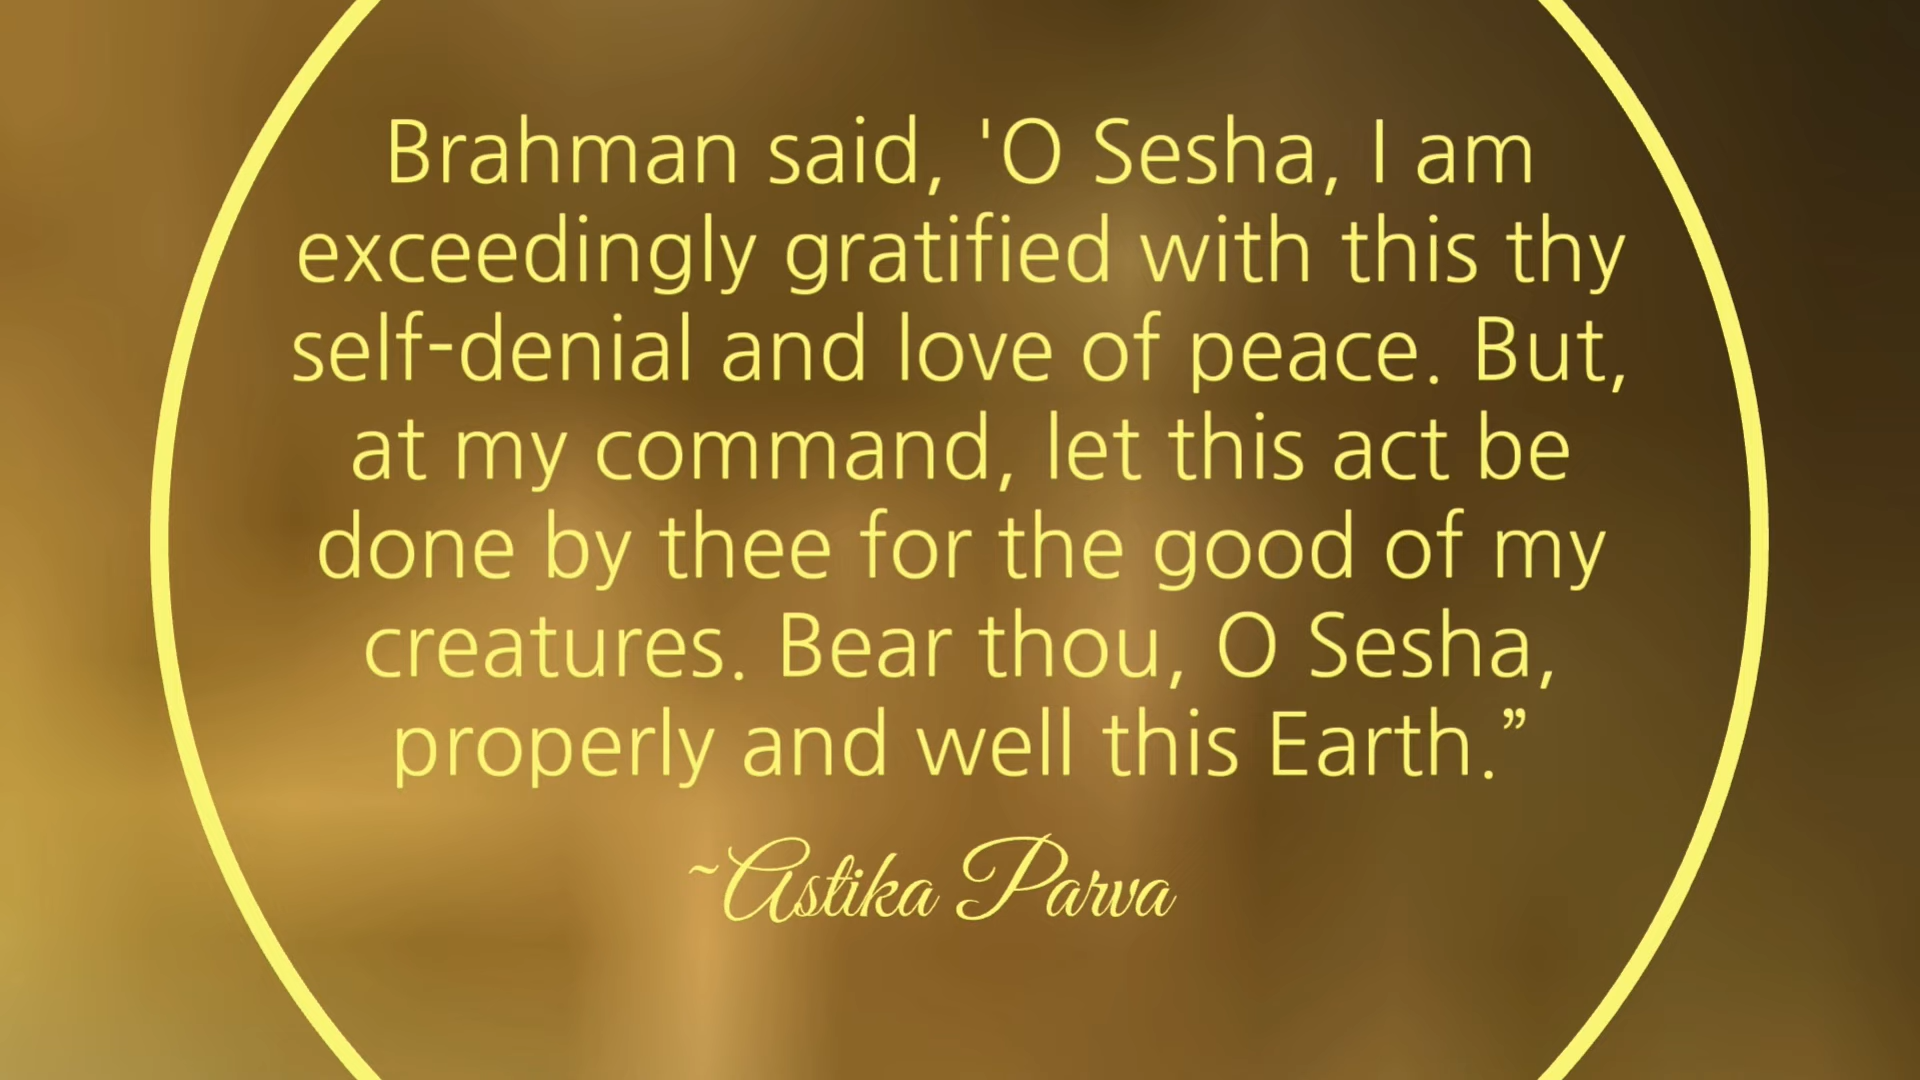 Brahman said, 'O Sesha, I am
exceedingly gratified with this thy
self-denial and love of peace. But,
at my command, let this act be
done by thee for the good of my
creatures. Bear thou, O Sesha,
properly and well this Earth.”
~Astika Parva